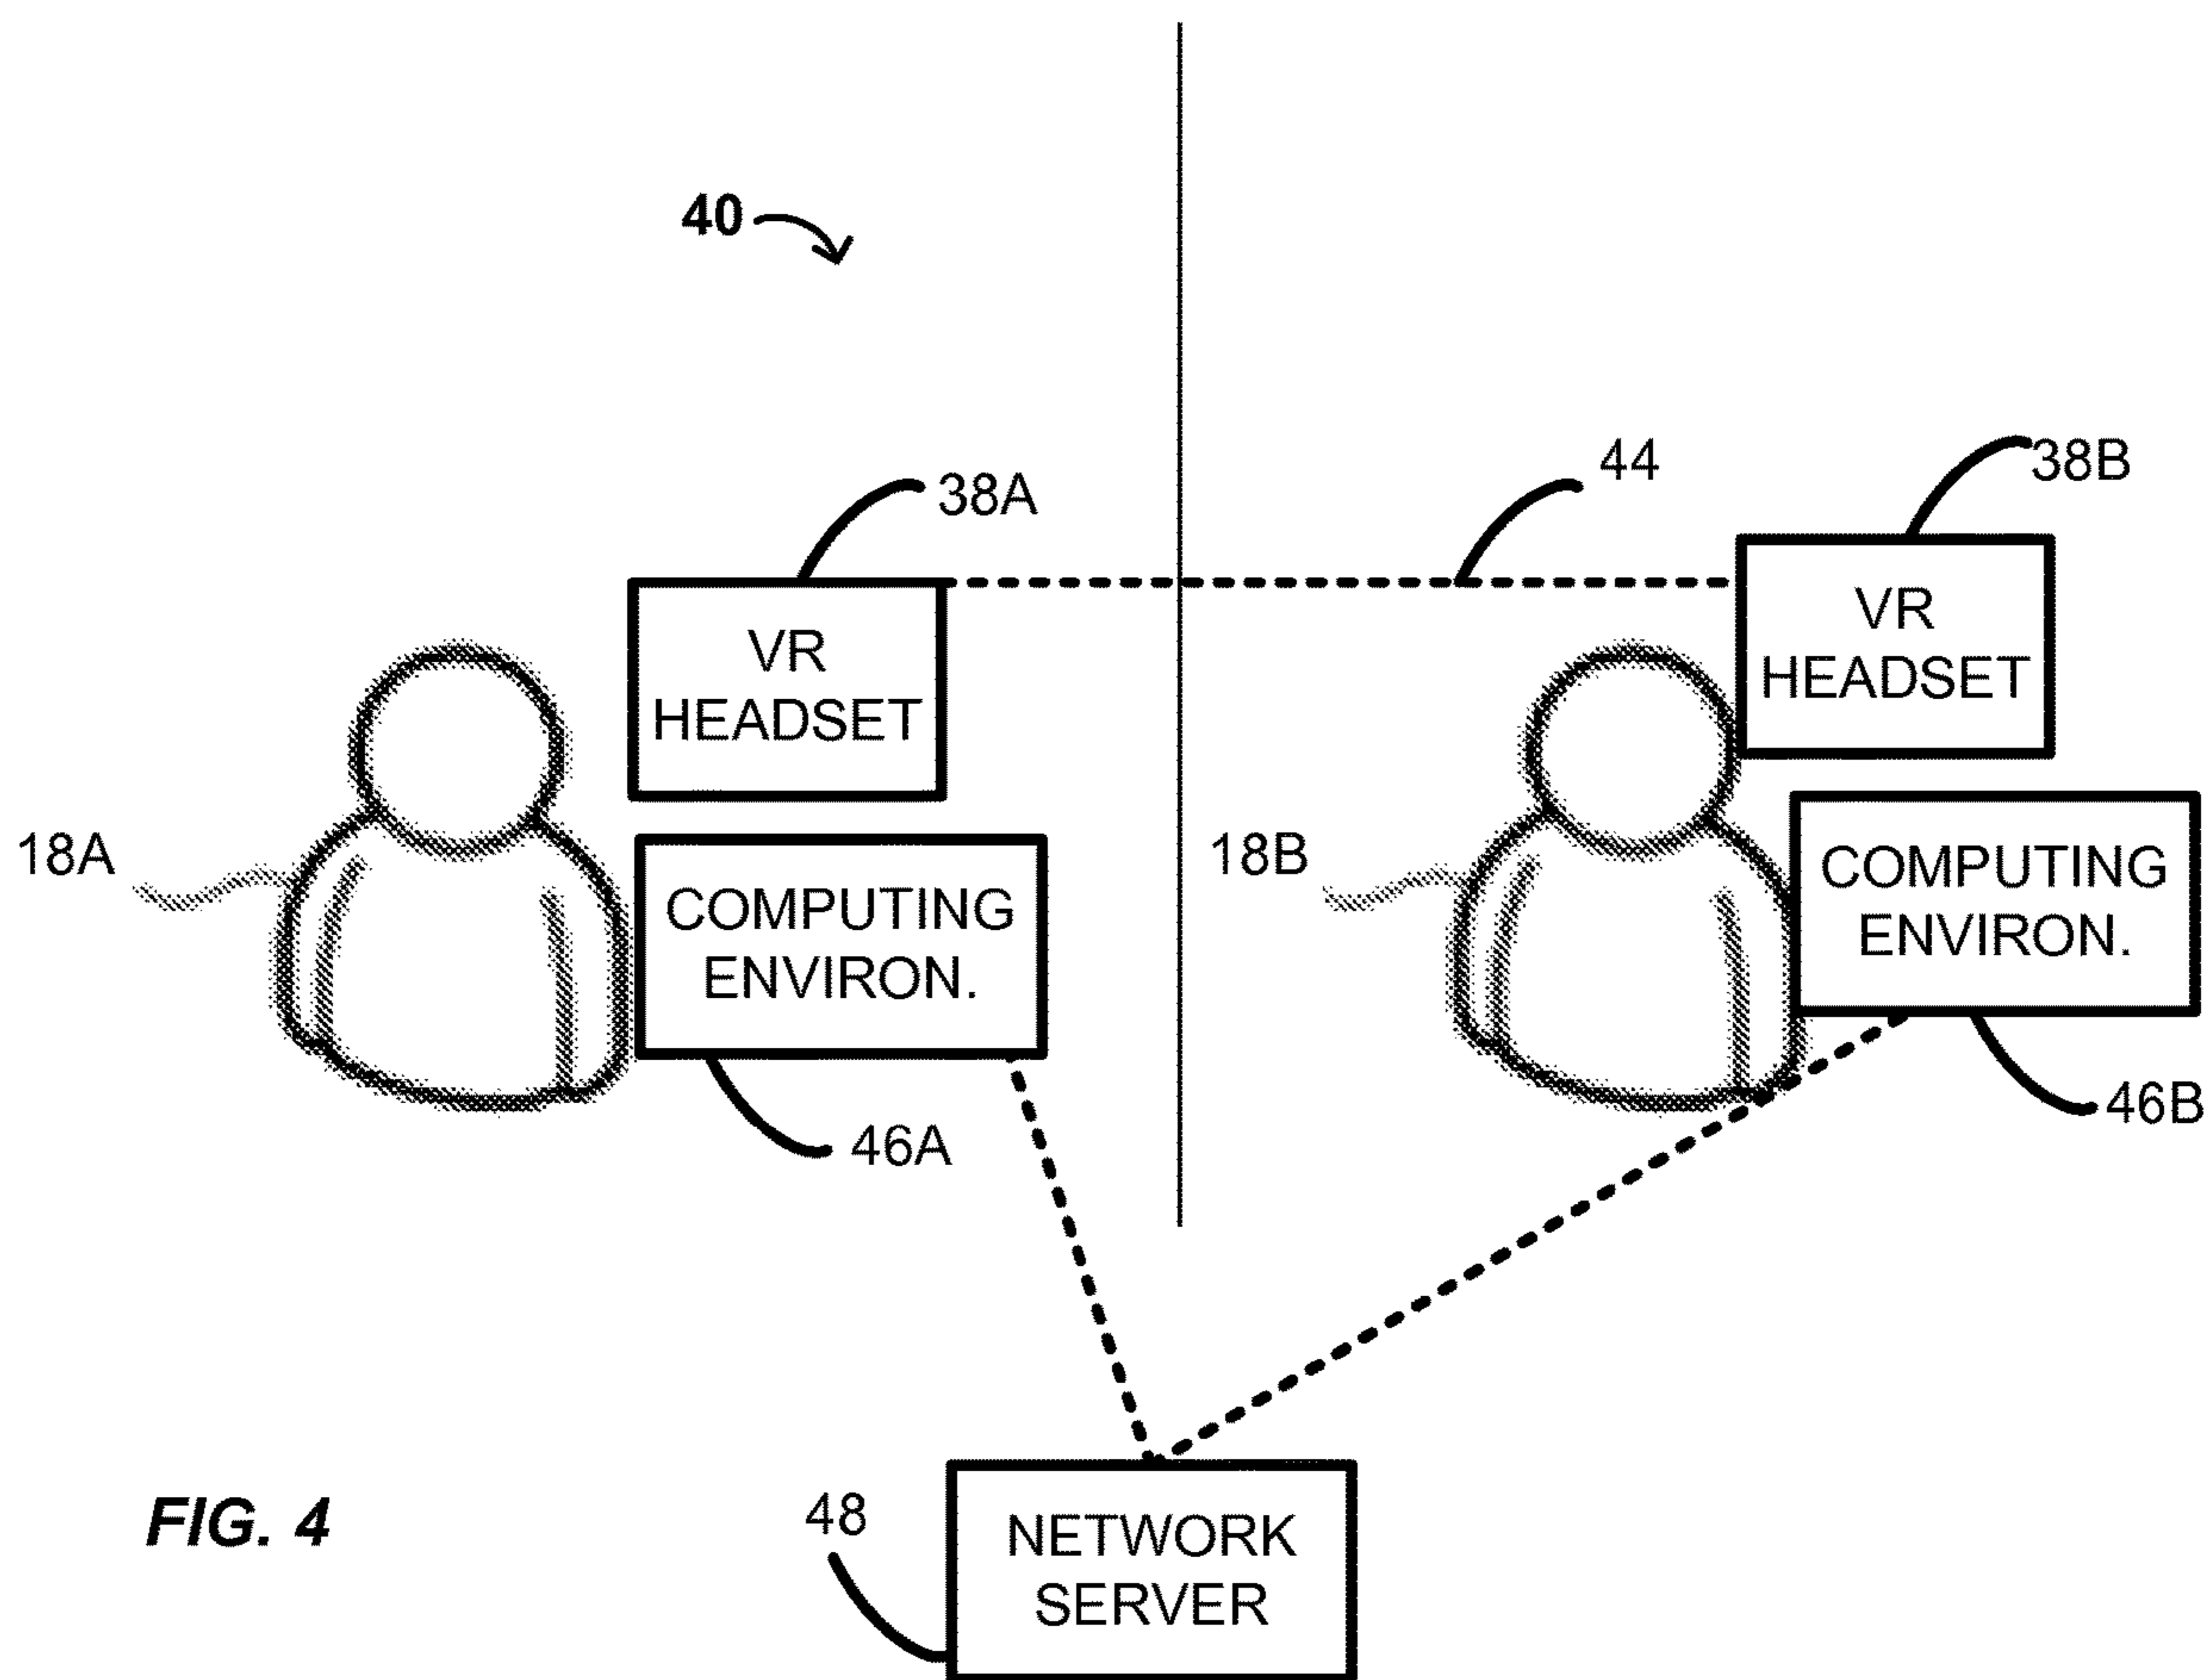 40
44
38B
38A
VR
HEADSET
VR
HEADSET
18A
18B
COMPUTING
ENVIRON.
COMPUTING
ENVIRON.
46A
46B
FIG. 4
48
NETWORK
SERVER